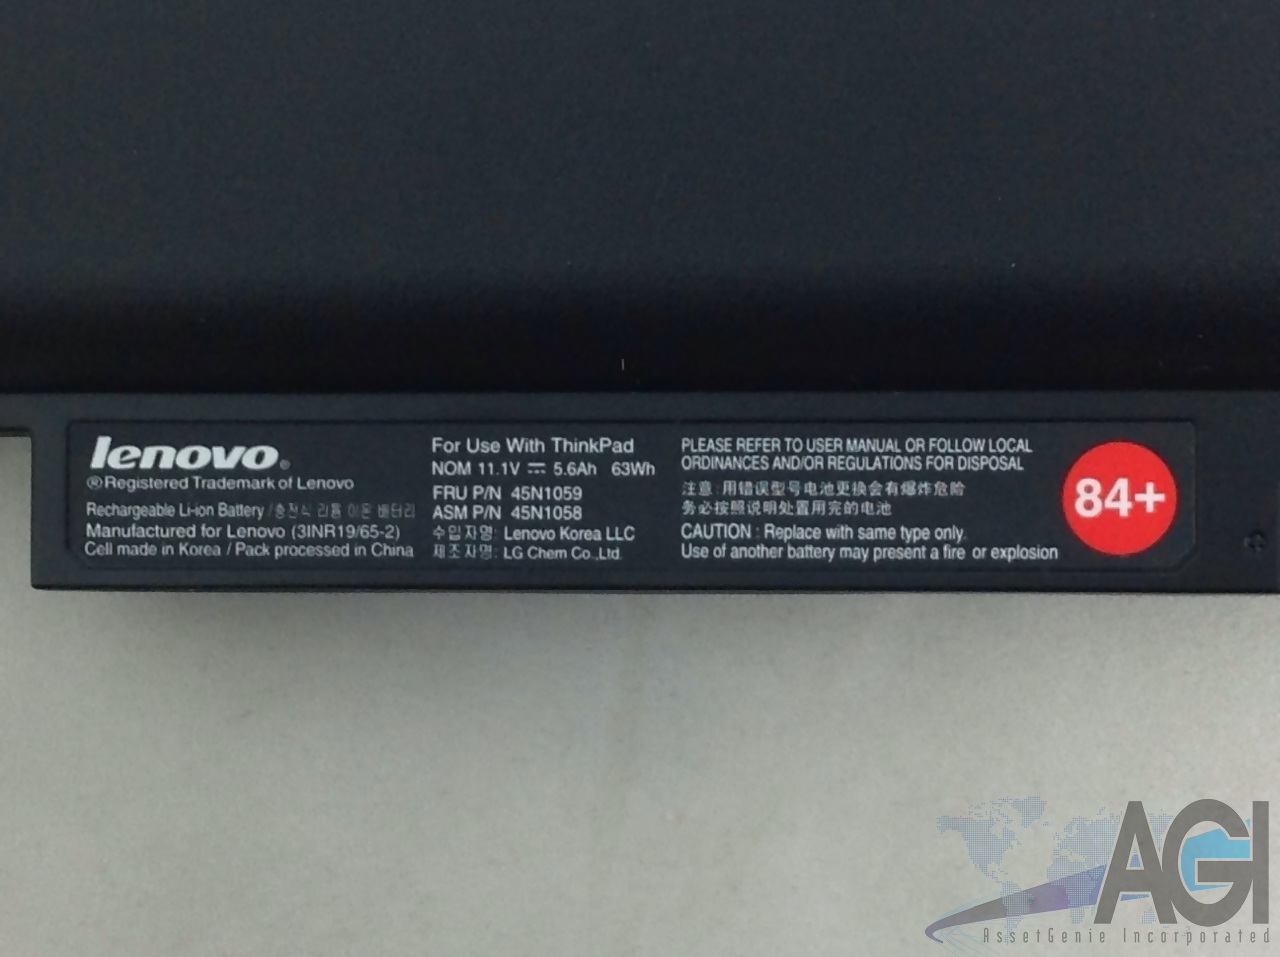 lenovo®
®Registered Trademark of Lenovo
Rechargeable Li-ion Battery / 충전식 리튬 이온 배터리
Manufactured for Lenovo (3INR19/65-2)
Cell made in Korea / Pack processed in China
For Use With ThinkPad
NOM 11.1V ⎓ 5.6Ah 63Wh
FRU P/N 45N1059
ASM P/N 45N1058
수입자명: Lenovo Korea LLC
제조자명: LG Chem Co.,Ltd.
PLEASE REFER TO USER MANUAL OR FOLLOW LOCAL
ORDINANCES AND/OR REGULATIONS FOR DISPOSAL
注意: 用错误型号电池更换会有爆炸危险
务必按照说明处置用完的电池
CAUTION : Replace with same type only.
Use of another battery may present a fire or explosion
84+
AGI
AssetGenie Incorporated